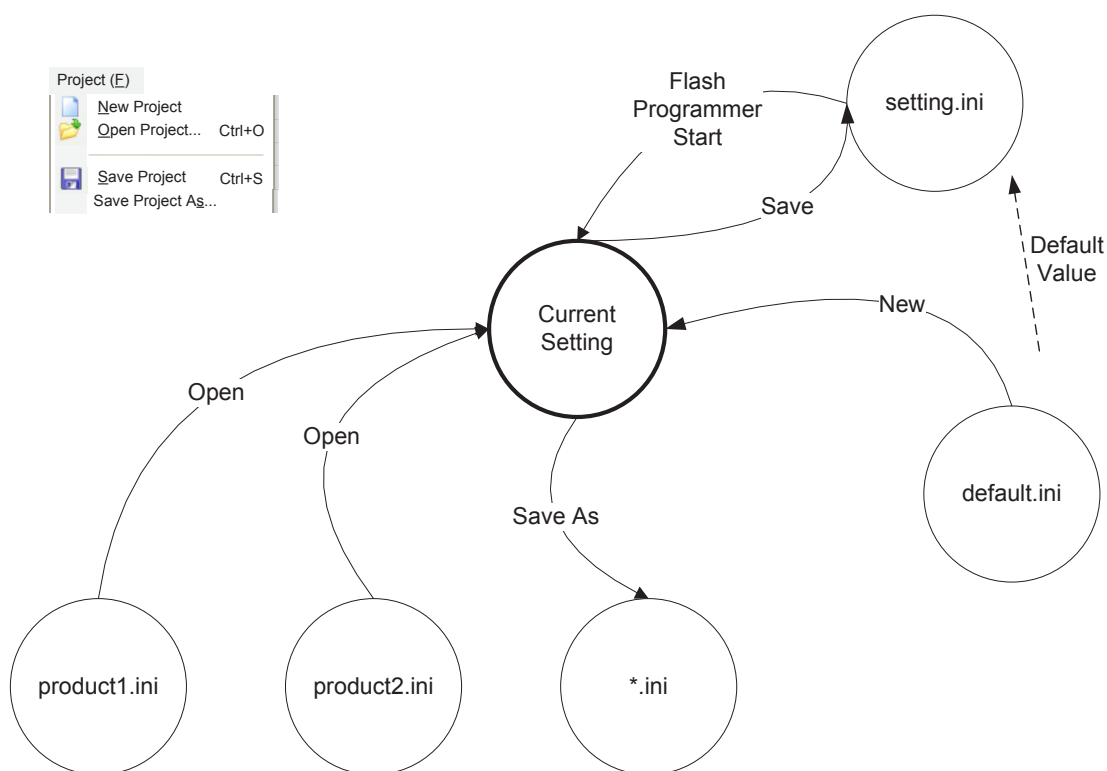 Project (F)
New Project
Open Project... Ctrl+O
Save Project Ctrl+S
Save Project As...
Flash
Programmer
Start
setting.ini
Save
Default
Value
New
Current
Setting
Open
Open
default.ini
Save As
product1.ini
product2.ini
*.ini